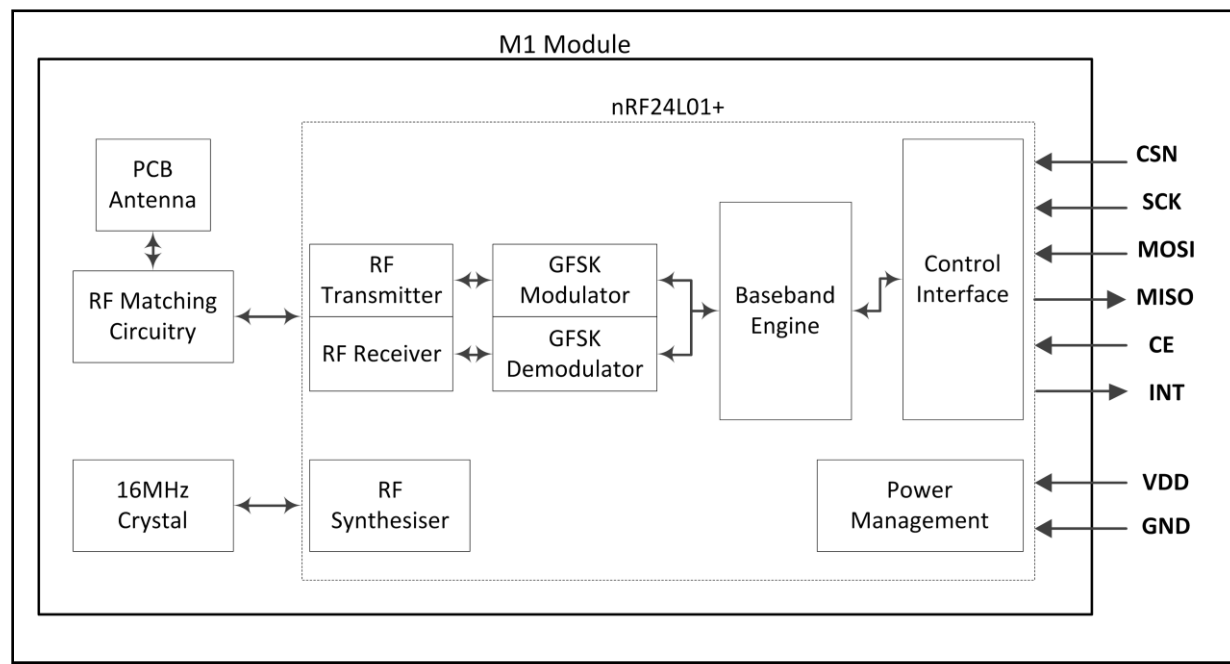 M1 Module
nRF24L01+
PCB
Antenna
RF Matching
Circuitry
16MHz
Crystal
RF
Transmitter
RF Receiver
GFSK
Modulator
GFSK
Demodulator
RF
Synthesiser
Baseband
Engine
Control
Interface
Power
Management
CSN
SCK
MOSI
MISO
CE
INT
VDD
GND